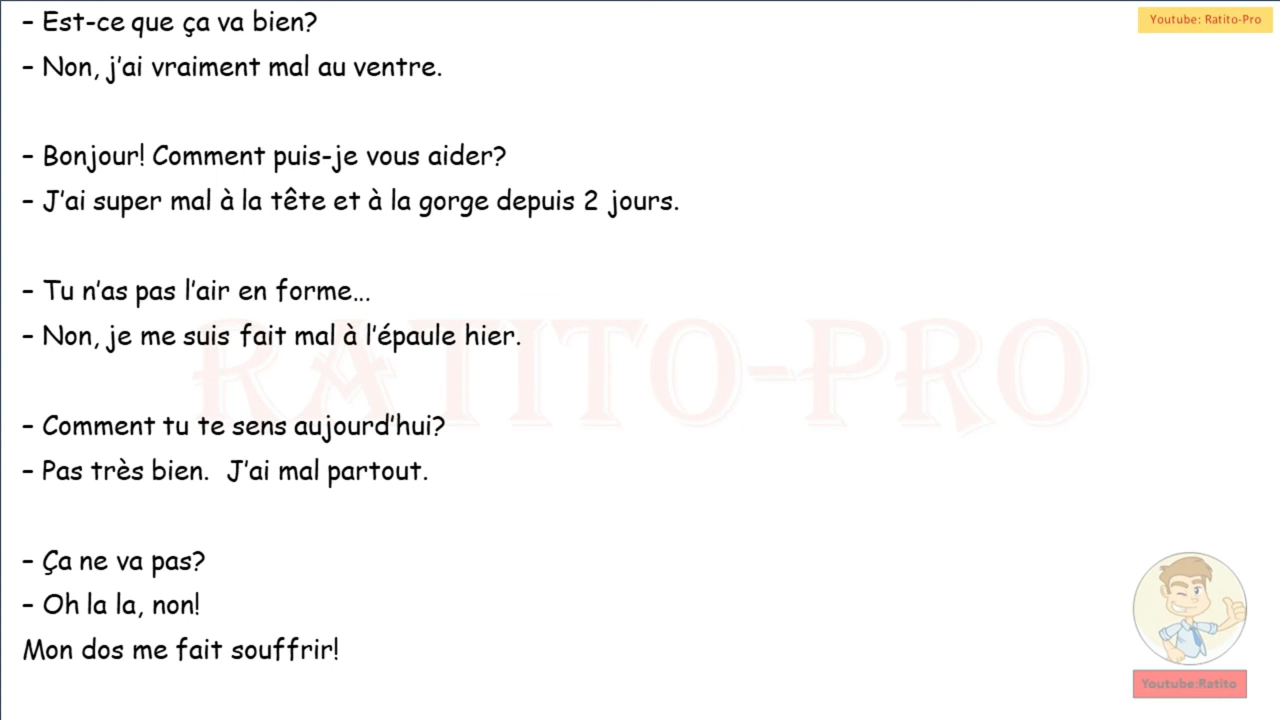 – Est-ce que ça va bien?
Youtube: Ratito-Pro
– Non, j'ai vraiment mal au ventre.
– Bonjour! Comment puis-je vous aider?
– J'ai super mal à la tête et à la gorge depuis 2 jours.
– Tu n'as pas l'air en forme...
– Non, je me suis fait mal à l'épaule hier.
RATITO-PRO
– Comment tu te sens aujourd'hui?
– Pas très bien.  J'ai mal partout.
– Ça ne va pas?
– Oh la la, non!
Mon dos me fait souffrir!
Youtube:Ratito